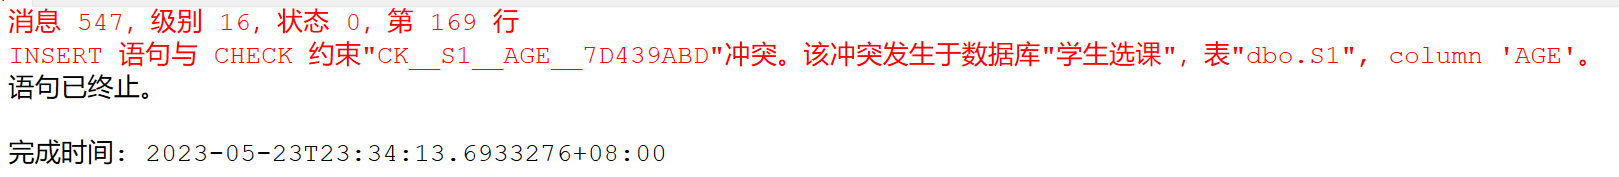 消息 547，级别 16，状态 0，第 169 行
INSERT 语句与 CHECK 约束"CK__S1__AGE__7D439ABD"冲突。该冲突发生于数据库"学生选课"，表"dbo.S1", column 'AGE'。
语句已终止。
完成时间: 2023-05-23T23:34:13.6933276+08:00